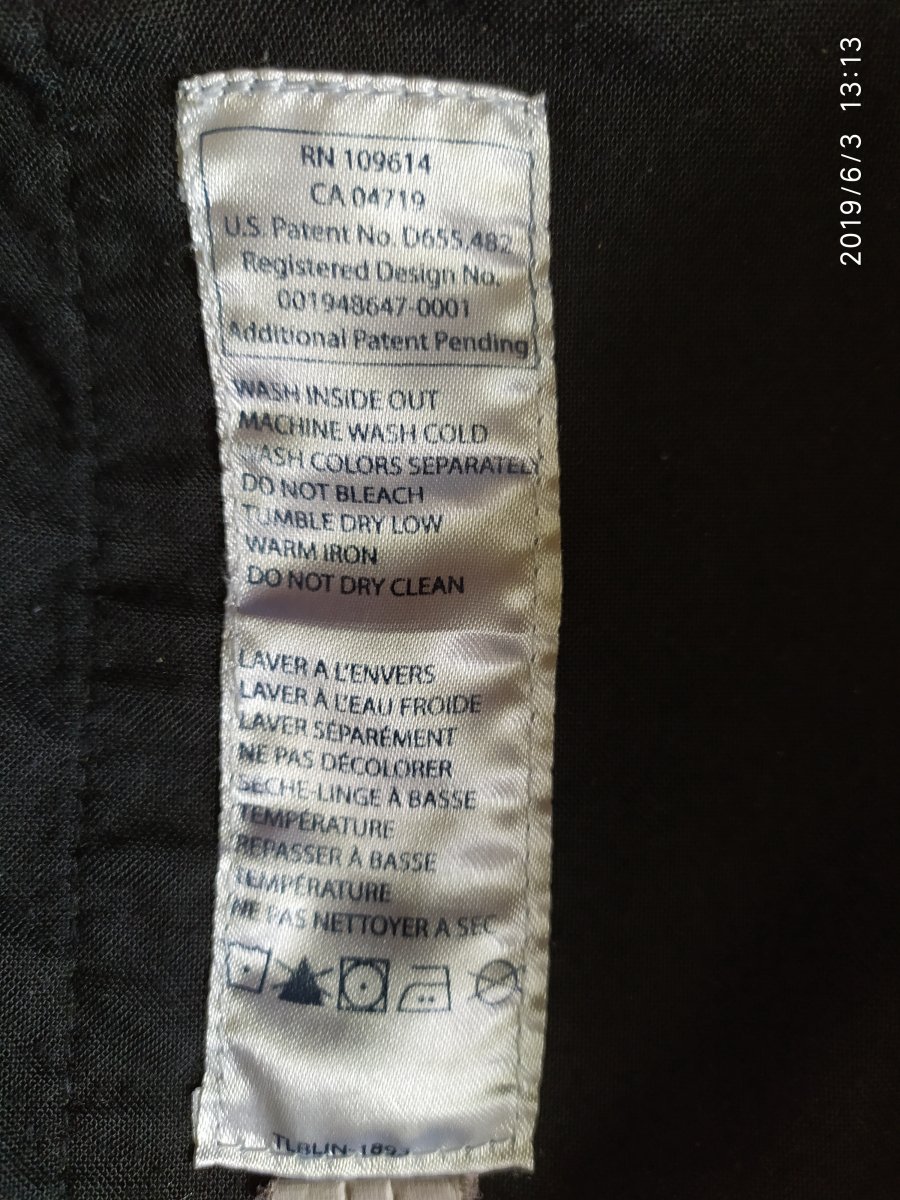 RN 109614
CA 04719
U.S. Patent No. D655,482
Registered Design No.
001948647-0001
Additional Patent Pending
WASH INSIDE OUT
MACHINE WASH COLD
WASH COLORS SEPARATELY
DO NOT BLEACH
TUMBLE DRY LOW
WARM IRON
DO NOT DRY CLEAN
LAVER A L'ENVERS
LAVER À L'EAU FROIDE
LAVER SÉPARÉMENT
NE PAS DÉCOLORER
SÈCHE-LINGE À BASSE
TEMPÉRATURE
REPASSER À BASSE
TEMPÉRATURE
NE PAS NETTOYER A SEC
2019/6/3 13:13